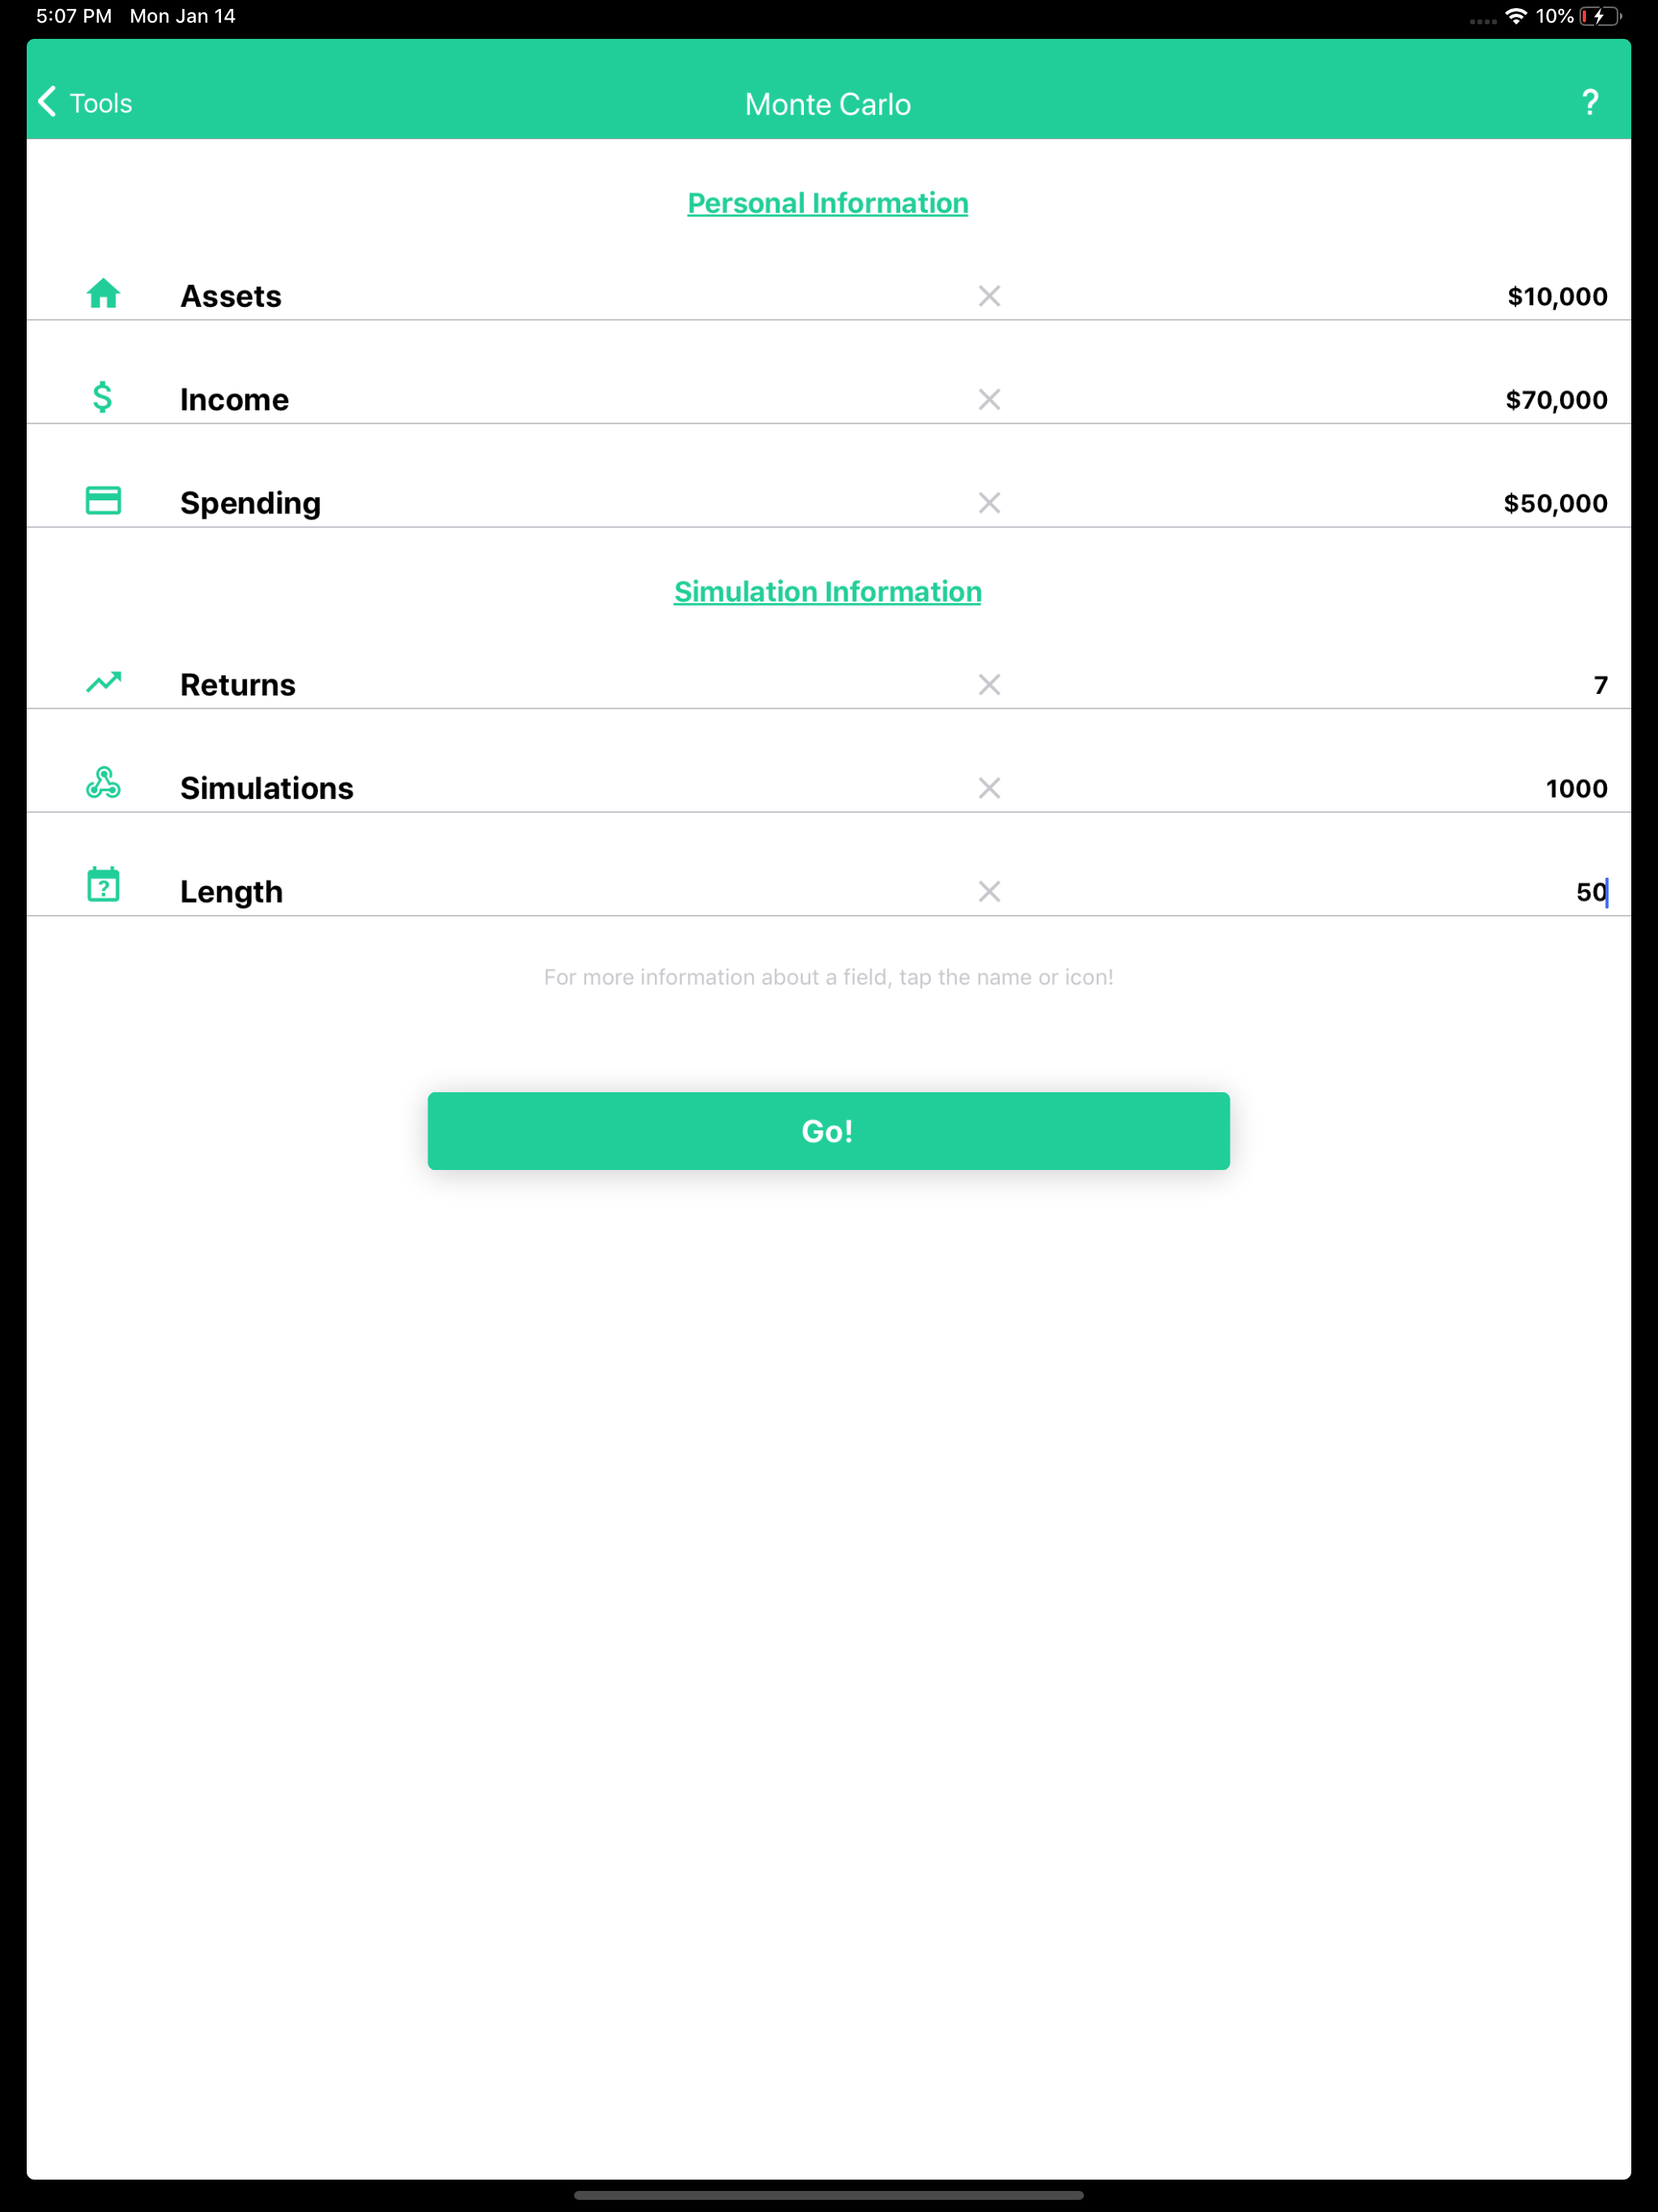 5:07 PM Mon Jan 14 10%
Tools Monte Carlo ?
Personal Information
Assets $10,000
$ Income $70,000
Spending $50,000
Simulation Information
Returns 7
Simulations 1000
? Length 50
For more information about a field, tap the name or icon!
Go!